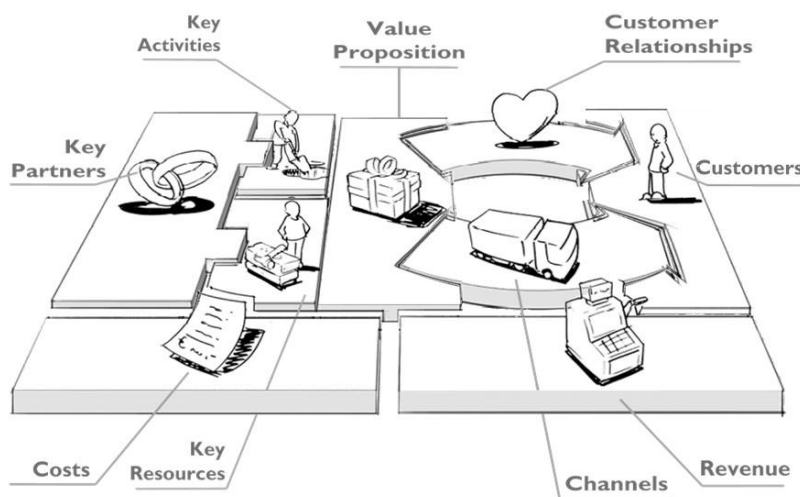 Key
Activities
Value
Proposition
Customer
Relationships
Key
Partners
Customers
Costs
Key
Resources
Channels
Revenue